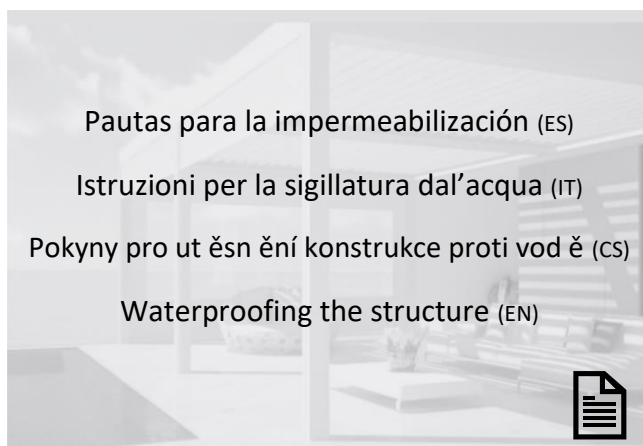 Pautas para la impermeabilización (ES)
Istruzioni per la sigillatura dal’acqua (IT)
Pokyny pro ut ěsn ění konstrukce proti vod ě (CS)
Waterproofing the structure (EN)